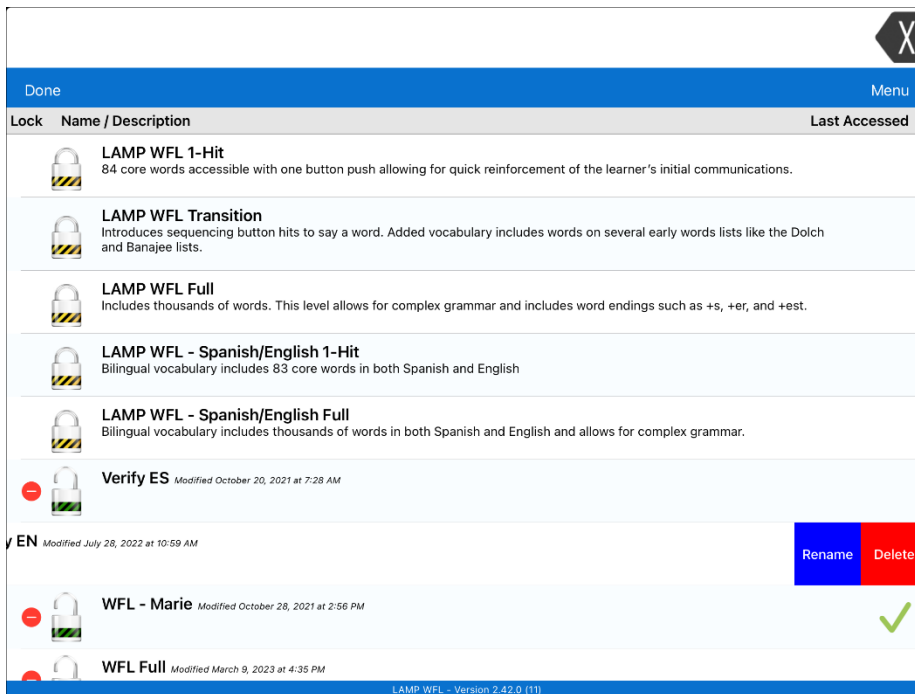 Done Menu
Lock Name / Description Last Accessed
LAMP WFL 1-Hit
84 core words accessible with one button push allowing for quick reinforcement of the learner's initial communications.
LAMP WFL Transition
Introduces sequencing button hits to say a word. Added vocabulary includes words on several early words lists like the Dolch
and Banajee lists.
LAMP WFL Full
Includes thousands of words. This level allows for complex grammar and includes word endings such as +s, +er, and +est.
LAMP WFL - Spanish/English 1-Hit
Bilingual vocabulary includes 83 core words in both Spanish and English
LAMP WFL - Spanish/English Full
Bilingual vocabulary includes thousands of words in both Spanish and English and allows for complex grammar.
Verify ES Modified October 20, 2021 at 7:28 AM
y EN Modified July 28, 2022 at 10:59 AM
Rename Delete
WFL - Marie Modified October 28, 2021 at 2:56 PM
WFL Full Modified March 9, 2023 at 4:35 PM
LAMP WFL - Version 2.42.0 (11)